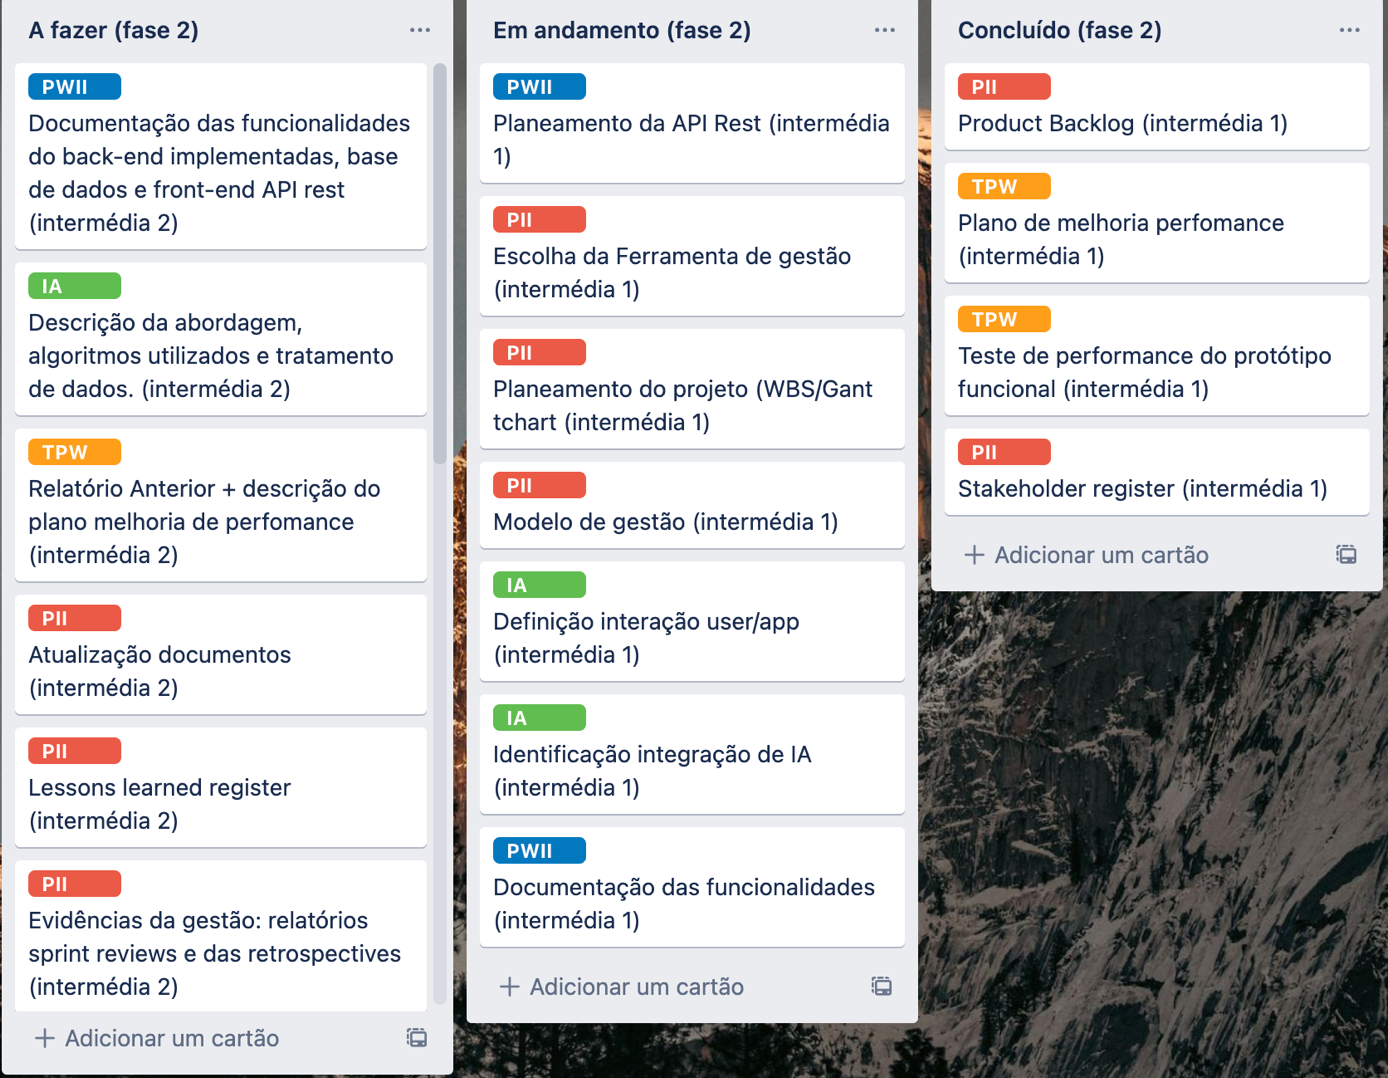 A fazer (fase 2)
PWII
Documentação das funcionalidades
do back-end implementadas, base
de dados e front-end API rest
(intermédia 2)
IA
Descrição da abordagem,
algoritmos utilizados e tratamento
de dados. (intermédia 2)
TPW
Relatório Anterior + descrição do
plano melhoria de perfomance
(intermédia 2)
PII
Atualização documentos
(intermédia 2)
PII
Lessons learned register
(intermédia 2)
PII
Evidências da gestão: relatórios
sprint reviews e das retrospectives
(intermédia 2)
+ Adicionar um cartão
Em andamento (fase 2)
PWII
Planeamento da API Rest (intermédia
1)
PII
Escolha da Ferramenta de gestão
(intermédia 1)
PII
Planeamento do projeto (WBS/Gant
tchart (intermédia 1)
PII
Modelo de gestão (intermédia 1)
IA
Definição interação user/app
(intermédia 1)
IA
Identificação integração de IA
(intermédia 1)
PWII
Documentação das funcionalidades
(intermédia 1)
+ Adicionar um cartão
Concluído (fase 2)
PII
Product Backlog (intermédia 1)
TPW
Plano de melhoria perfomance
(intermédia 1)
TPW
Teste de performance do protótipo
funcional (intermédia 1)
PII
Stakeholder register (intermédia 1)
+ Adicionar um cartão